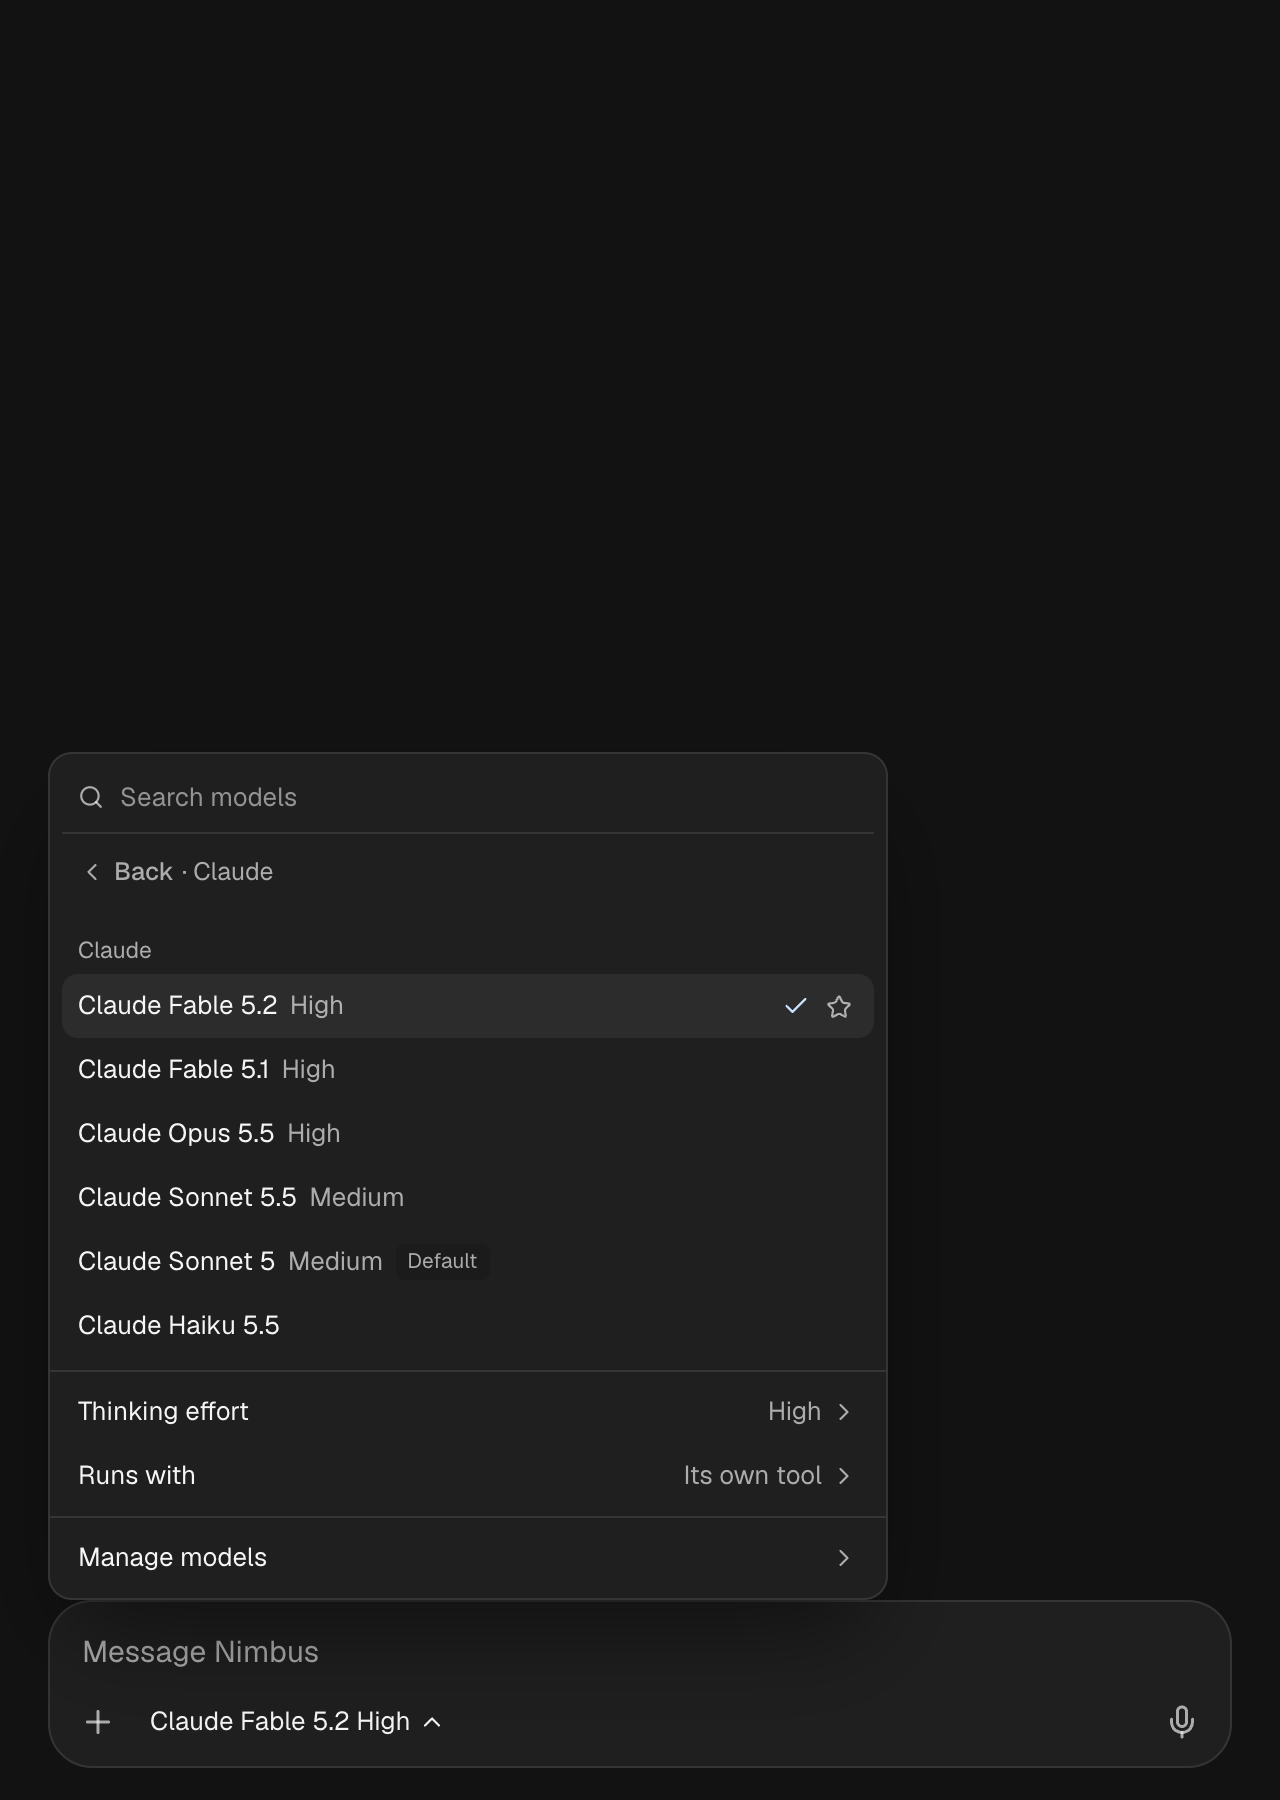 Search models
Back · Claude
Claude
Claude Fable 5.2 High
Claude Fable 5.1 High
Claude Opus 5.5 High
Claude Sonnet 5.5 Medium
Claude Sonnet 5 Medium Default
Claude Haiku 5.5
Thinking effort High
Runs with Its own tool
Manage models
Message Nimbus
Claude Fable 5.2 High